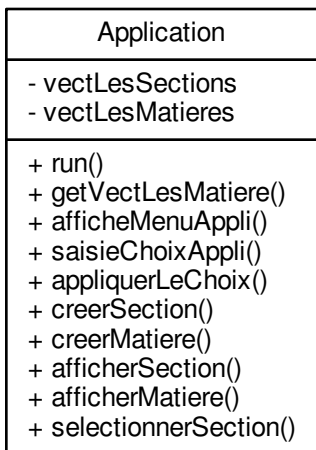 Application
- vectLesSections
- vectLesMatieres
+ run()
+ getVectLesMatiere()
+ afficheMenuAppli()
+ saisieChoixAppli()
+ appliquerLeChoix()
+ creerSection()
+ creerMatiere()
+ afficherSection()
+ afficherMatiere()
+ selectionnerSection()